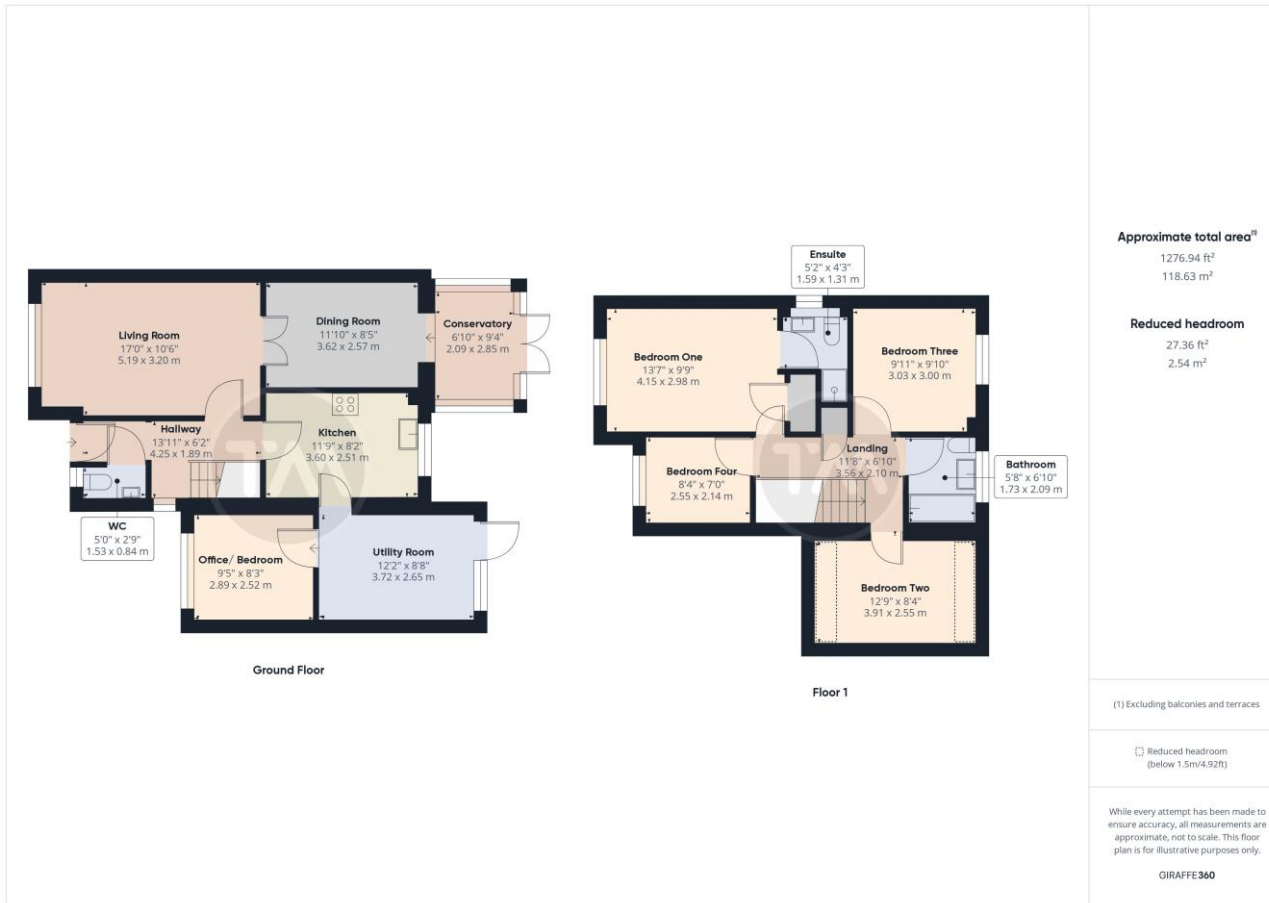 Living Room
17'0" x 10'6"
5.19 x 3.20 m
Dining Room
11'10" x 8'5"
3.62 x 2.57 m
Conservatory
6'10" x 9'4"
2.09 x 2.85 m
Hallway
13'11" x 6'2"
4.25 x 1.89 m
Kitchen
11'9" x 8'2"
3.60 x 2.51 m
WC
5'0" x 2'9"
1.53 x 0.84 m
Office/ Bedroom
9'5" x 8'3"
2.89 x 2.52 m
Utility Room
12'2" x 8'8"
3.72 x 2.65 m
Ground Floor
Ensuite
5'2" x 4'3"
1.59 x 1.31 m
Bedroom One
13'7" x 9'9"
4.15 x 2.98 m
Bedroom Three
9'11" x 9'10"
3.03 x 3.00 m
Bedroom Four
8'4" x 7'0"
2.55 x 2.14 m
Landing
11'8" x 6'10"
3.56 x 2.10 m
Bathroom
5'8" x 6'10"
1.73 x 2.09 m
Bedroom Two
12'9" x 8'4"
3.91 x 2.55 m
Floor 1
Approximate total area(1)
1276.94 ft²
118.63 m²
Reduced headroom
27.36 ft²
2.54 m²
(1) Excluding balconies and terraces
Reduced headroom
(below 1.5m/4.92ft)
While every attempt has been made to
ensure accuracy, all measurements are
approximate, not to scale. This floor
plan is for illustrative purposes only.
GIRAFFE360